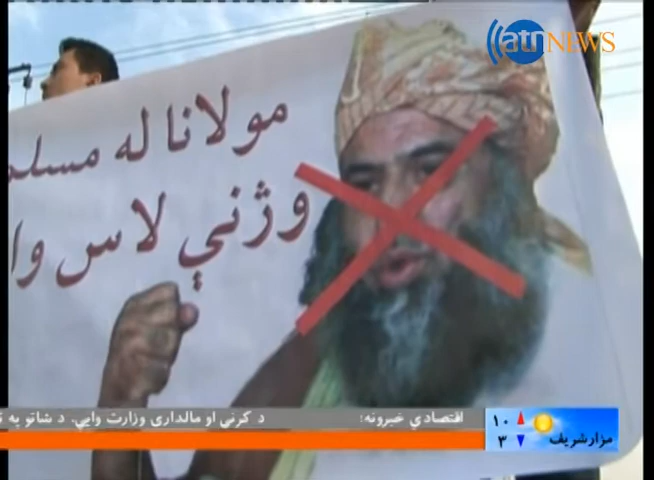 atn NEWS
مولانا له مسلم
وژنې لاس وا
اقتصادي خبرونه؛ د کرنې او مالدارۍ وزارت وايي، د شاتو په
۱۰
۳
مزارشریف